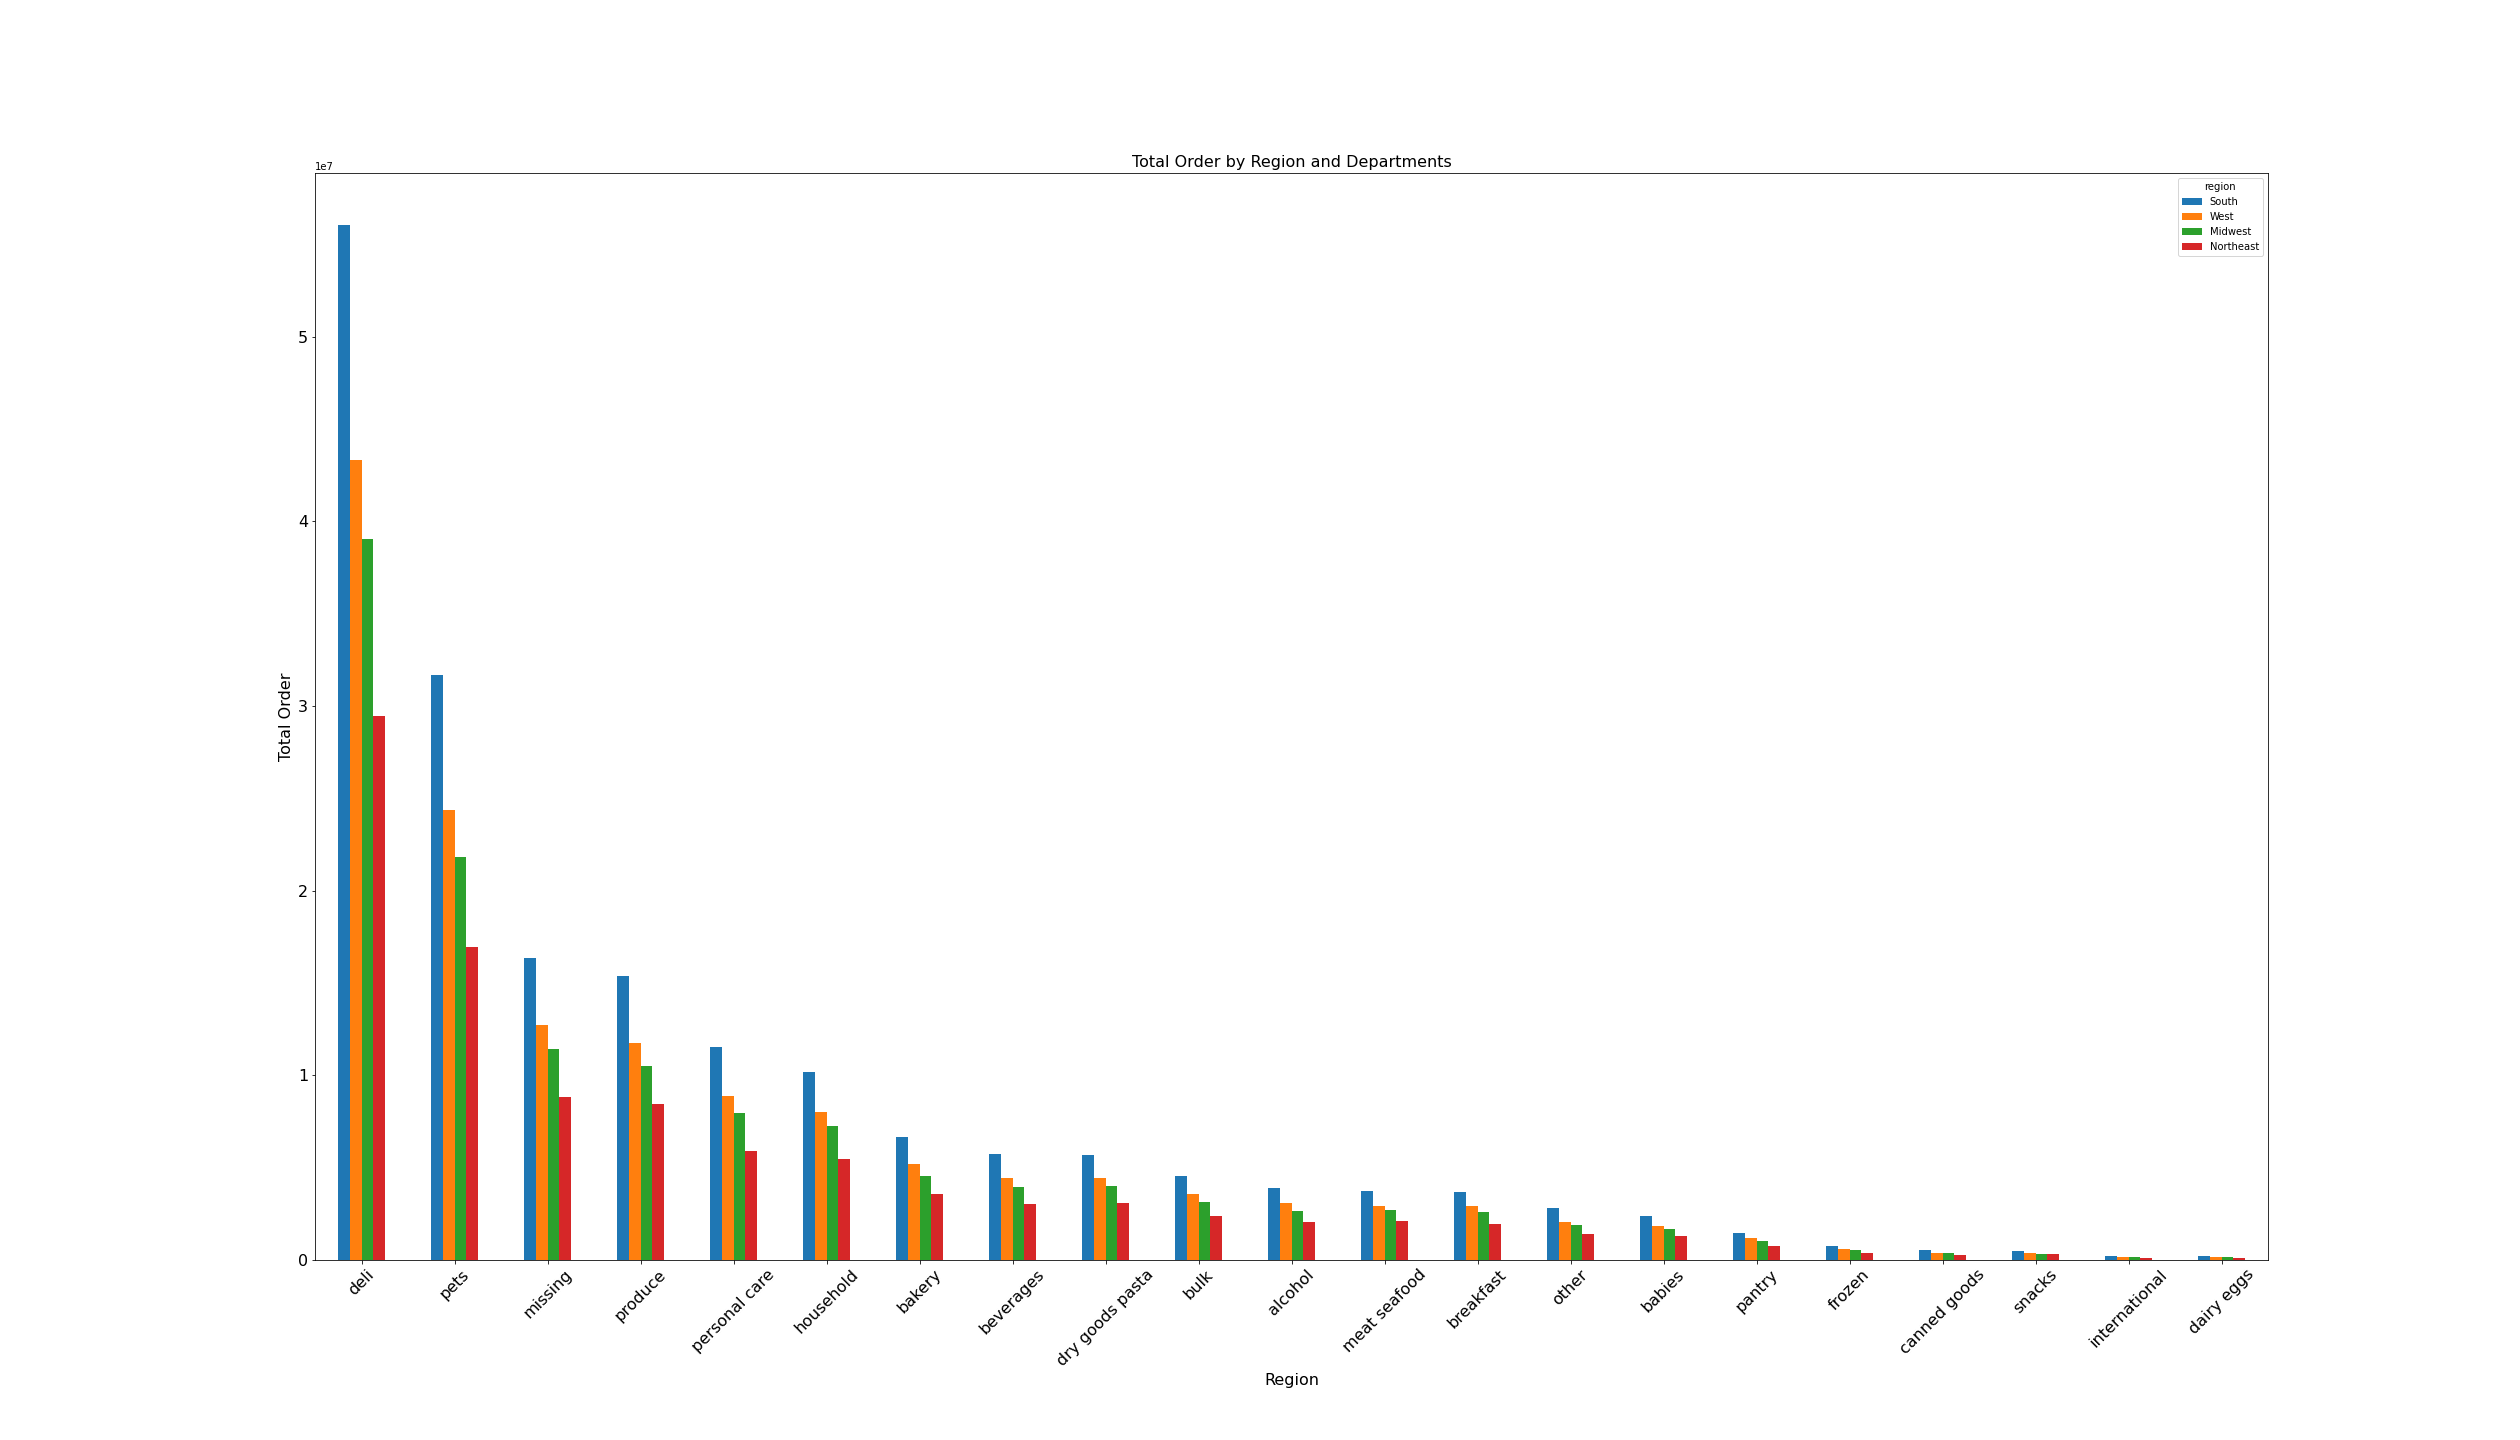 Total Order by Region and Departments
1e7
region
South
West
Midwest
Northeast
5
4
3
2
1
0
Total Order
deli
pets
missing
produce
personal care
household
bakery
beverages
dry goods pasta
bulk
alcohol
meat seafood
breakfast
other
babies
pantry
frozen
canned goods
snacks
international
dairy eggs
Region